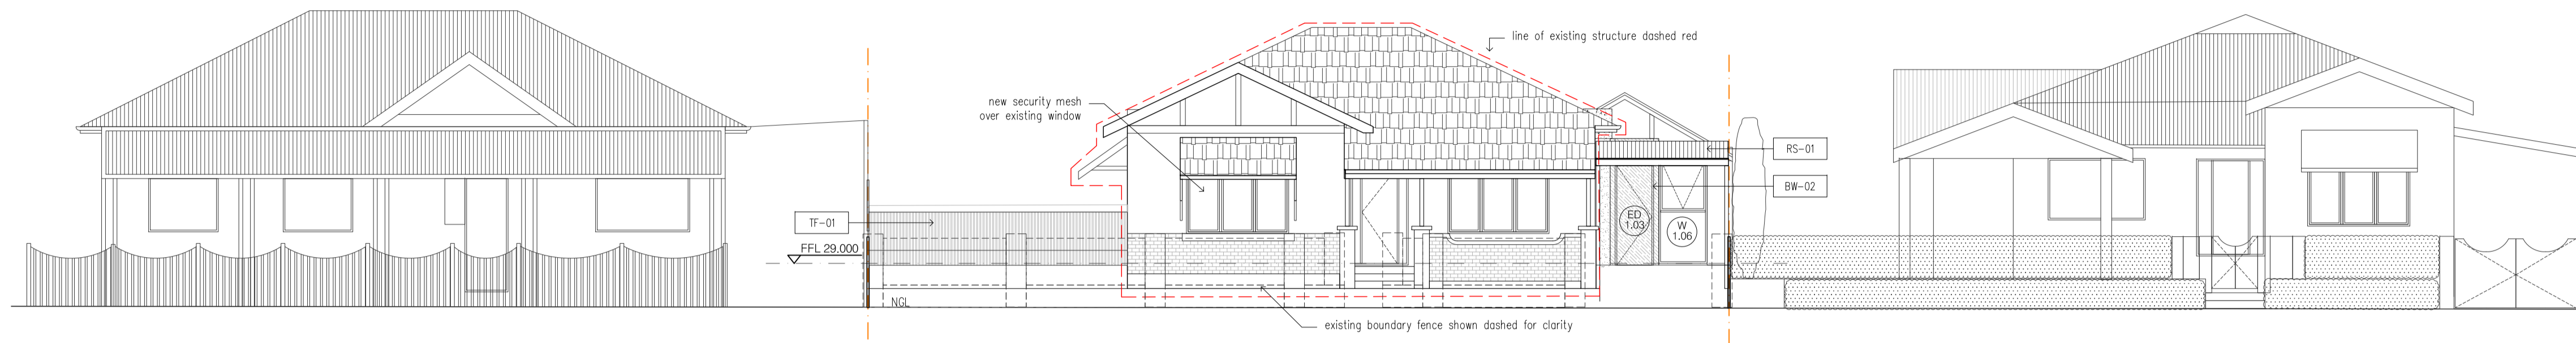 line of existing structure dashed red
new security mesh
over existing window
RS-01
BW-02
TF-01
ED
1.03
W
1.06
FFL 29.000
NGL
existing boundary fence shown dashed for clarity